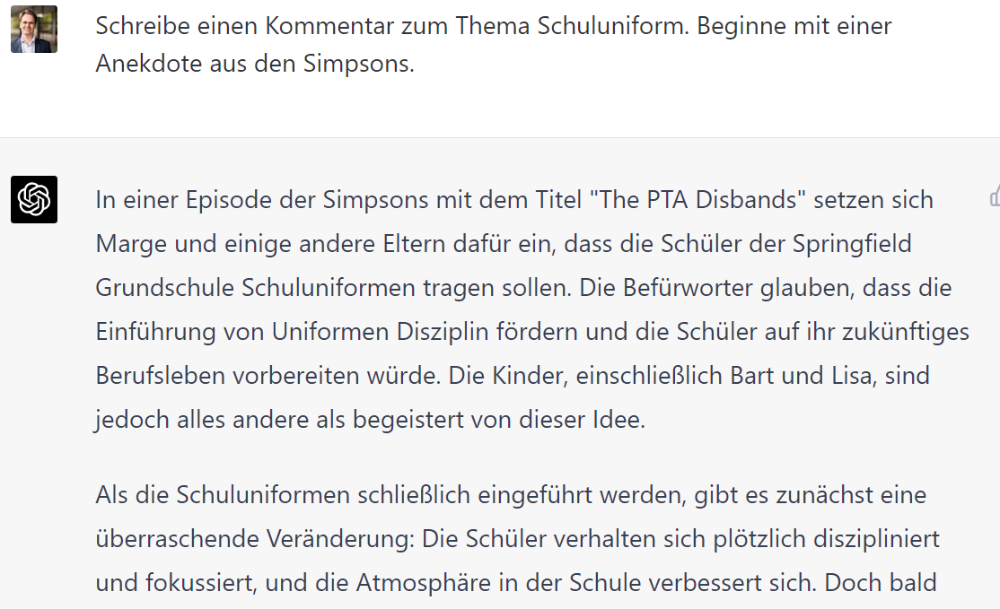 Schreibe einen Kommentar zum Thema Schuluniform. Beginne mit einer
Anekdote aus den Simpsons.
In einer Episode der Simpsons mit dem Titel "The PTA Disbands" setzen sich
Marge und einige andere Eltern dafür ein, dass die Schüler der Springfield
Grundschule Schuluniformen tragen sollen. Die Befürworter glauben, dass die
Einführung von Uniformen Disziplin fördern und die Schüler auf ihr zukünftiges
Berufsleben vorbereiten würde. Die Kinder, einschließlich Bart und Lisa, sind
jedoch alles andere als begeistert von dieser Idee.
Als die Schuluniformen schließlich eingeführt werden, gibt es zunächst eine
überraschende Veränderung: Die Schüler verhalten sich plötzlich diszipliniert
und fokussiert, und die Atmosphäre in der Schule verbessert sich. Doch bald